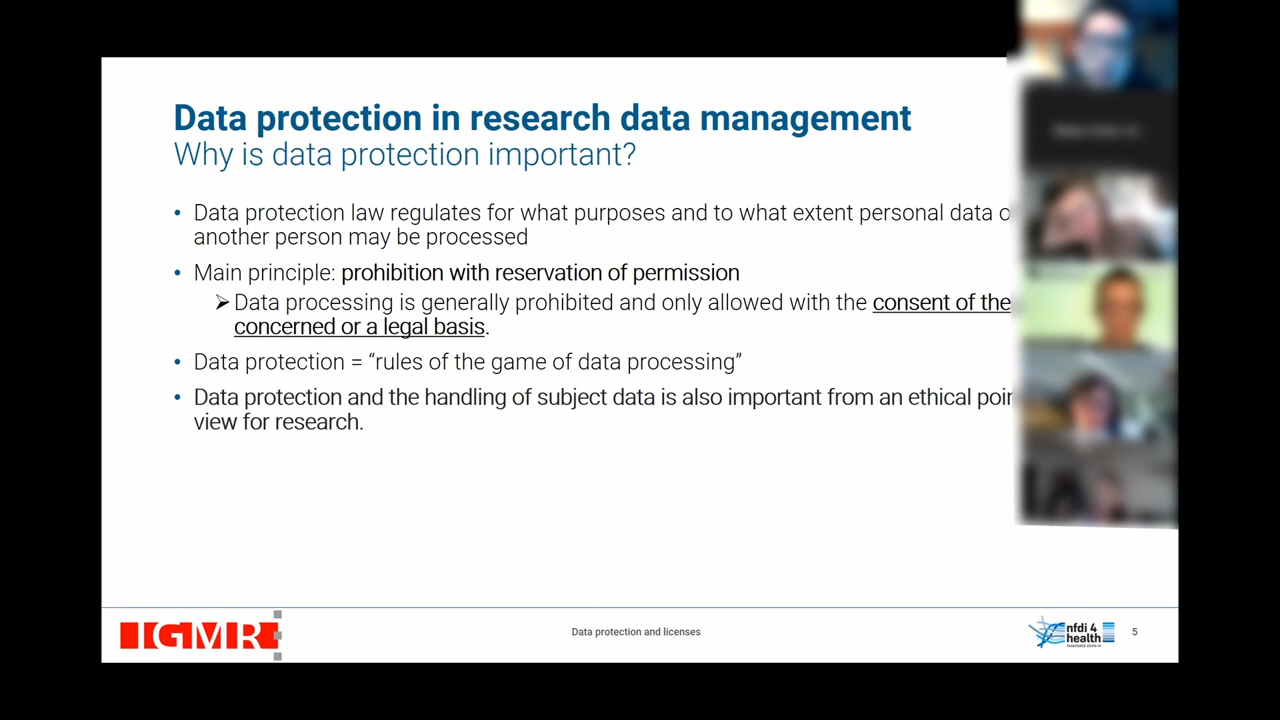 Data protection in research data management
Why is data protection important?
• Data protection law regulates for what purposes and to what extent personal data
another person may be processed
• Main principle: prohibition with reservation of permission
➢ Data processing is generally prohibited and only allowed with the consent of the
concerned or a legal basis.
• Data protection = “rules of the game of data processing”
• Data protection and the handling of subject data is also important from an ethical
view for research.
IGMR
Data protection and licenses
nfdi 4
health
TASKFORCE COVID-19
5